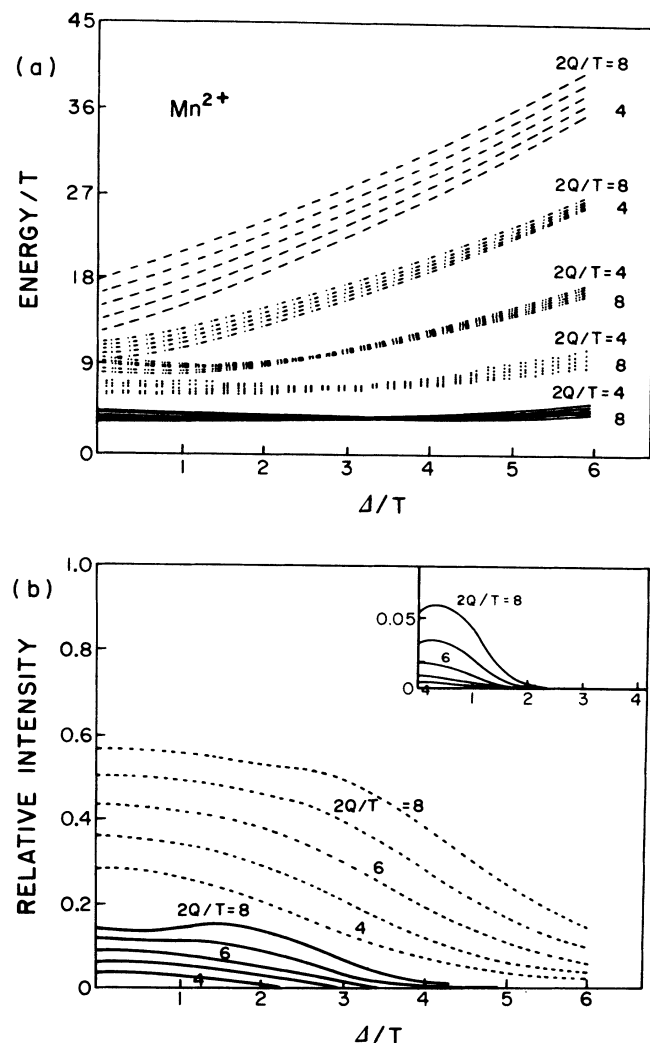 (a)
Mn2+
ENERGY/T
45
36
27
18
9
0
2Q/T=8
4
2Q/T=8
4
2Q/T=4
8
2Q/T=4
8
2Q/T=4
8
1 2 3 4 5 6
Δ/T
(b)
RELATIVE INTENSITY
1.0
0.8
0.6
0.4
0.2
0
0.05
0
2Q/T=8
6
4
1 2 3 4
2Q/T =8
6
4
2Q/T=8
6
4
1 2 3 4 5 6
Δ/T